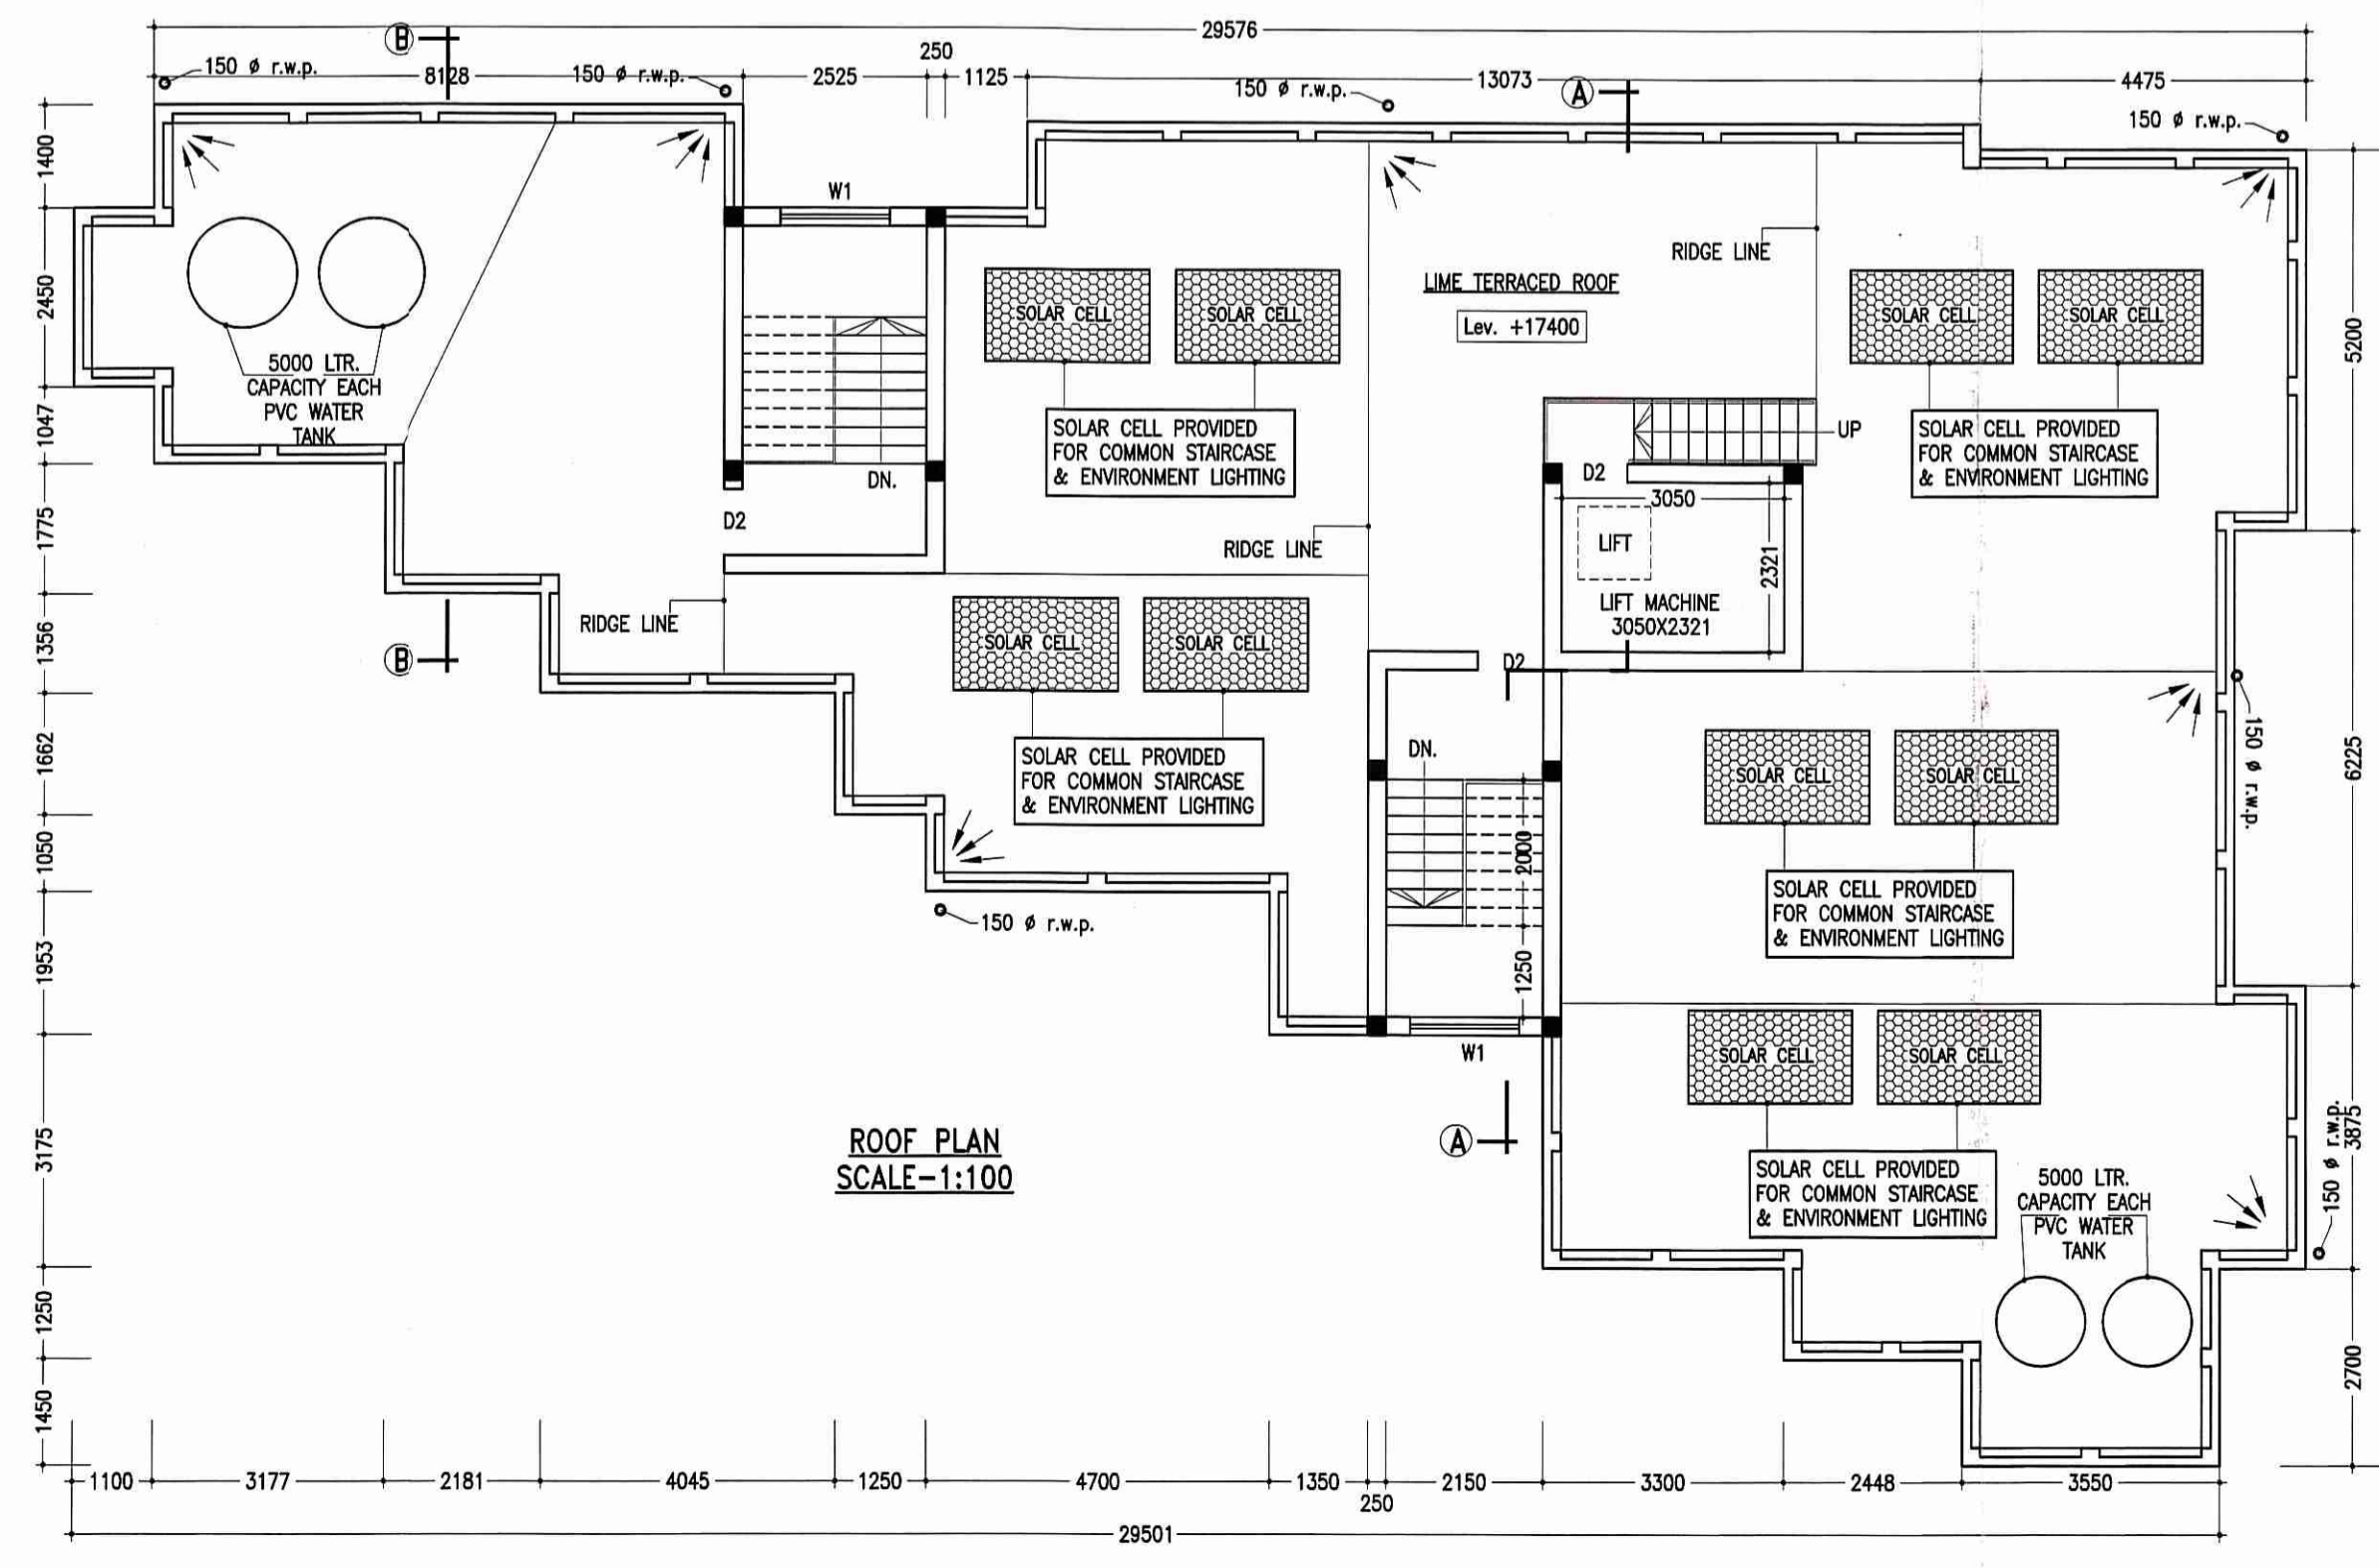 29576
B
150 ø r.w.p.
8128
150 ø r.w.p.
2525
250
1125
150 ø r.w.p.
13073
A
4475
150 ø r.w.p.
1400
2450
1047
1775
1356
1662
1050
1953
3175
1250
1450
W1
5000 LTR.
CAPACITY EACH
PVC WATER
TANK
DN.
D2
SOLAR CELL
SOLAR CELL
SOLAR CELL PROVIDED
FOR COMMON STAIRCASE
& ENVIRONMENT LIGHTING
LIME TERRACED ROOF
Lev. +17400
RIDGE LINE
SOLAR CELL
SOLAR CELL
SOLAR CELL PROVIDED
FOR COMMON STAIRCASE
& ENVIRONMENT LIGHTING
UP
D2
3050
LIFT
2321
LIFT MACHINE
3050X2321
RIDGE LINE
RIDGE LINE
B
SOLAR CELL
SOLAR CELL
SOLAR CELL PROVIDED
FOR COMMON STAIRCASE
& ENVIRONMENT LIGHTING
D2
DN.
2000
1250
W1
A
150 ø r.w.p.
SOLAR CELL
SOLAR CELL
SOLAR CELL PROVIDED
FOR COMMON STAIRCASE
& ENVIRONMENT LIGHTING
150 ø r.w.p.
SOLAR CELL
SOLAR CELL
SOLAR CELL PROVIDED
FOR COMMON STAIRCASE
& ENVIRONMENT LIGHTING
5000 LTR.
CAPACITY EACH
PVC WATER
TANK
150 ø r.w.p.
5200
6225
3875
2700
ROOF PLAN
SCALE-1:100
1100
3177
2181
4045
1250
4700
1350
250
2150
3300
2448
3550
29501